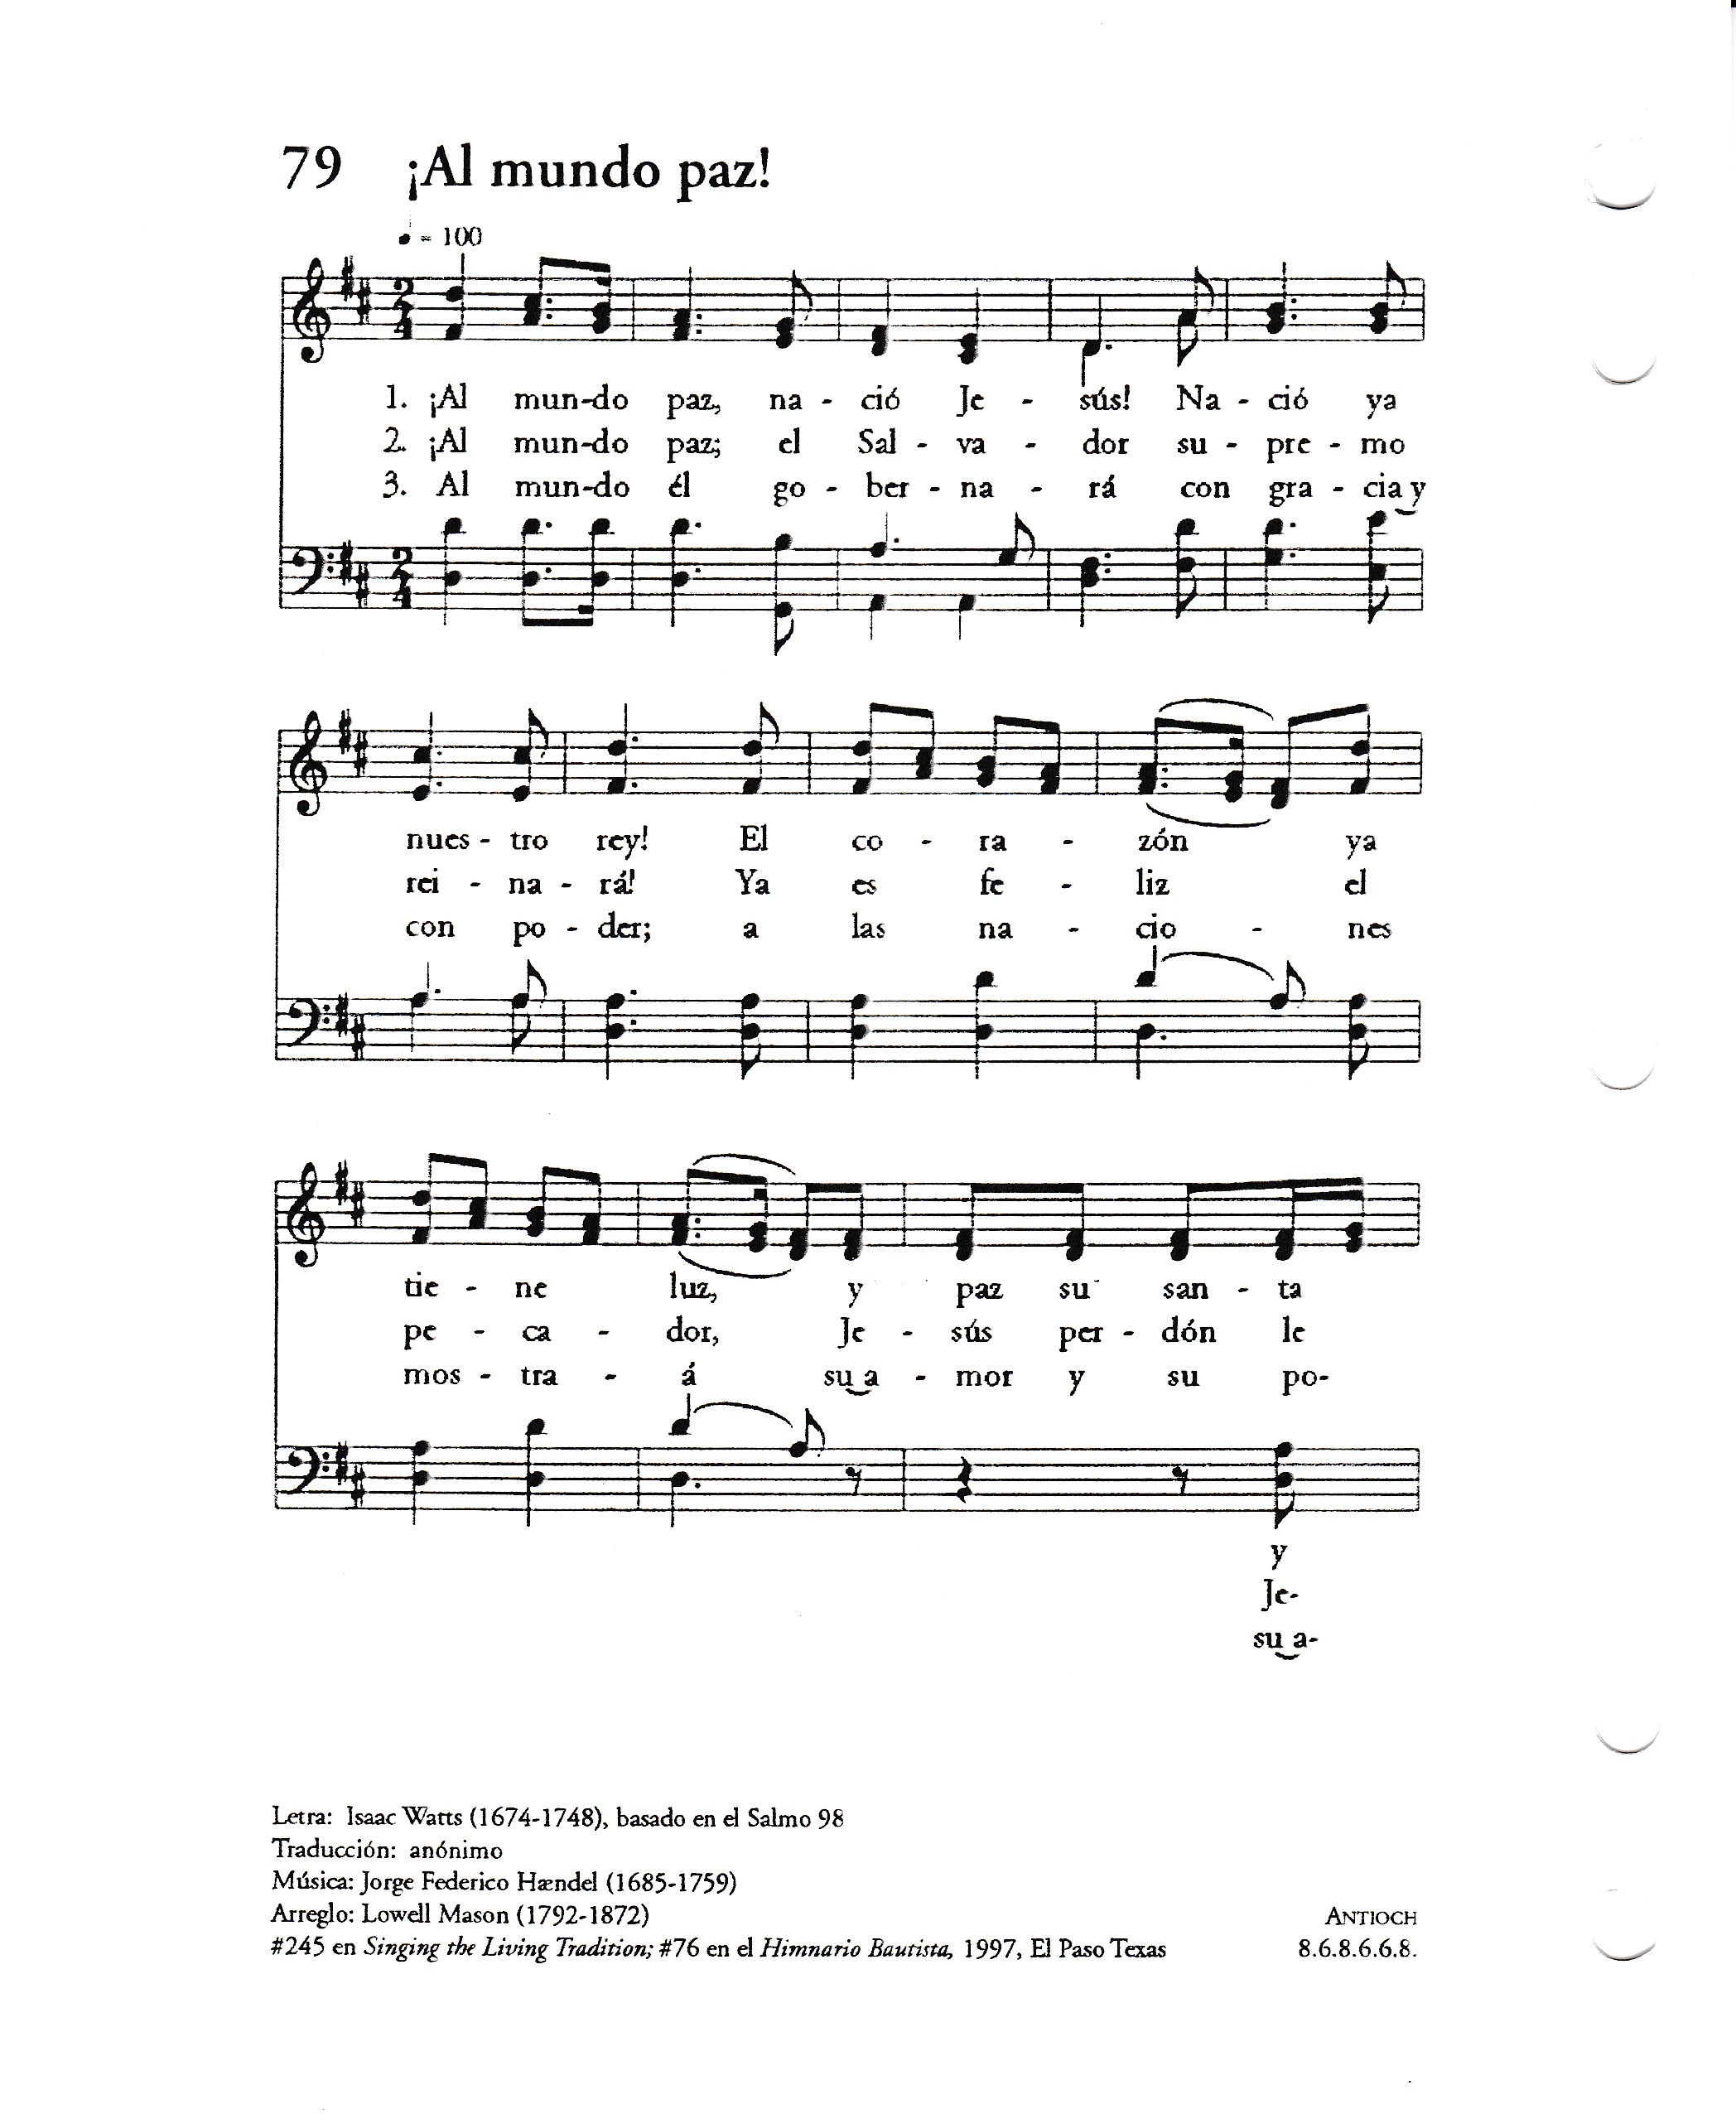 79 ¡Al mundo paz!
♩ = 100
1. ¡Al mun-do paz, na - ció Je - sús! Na - ció ya
2. ¡Al mun-do paz; el Sal - va - dor su - pre - mo
3. Al mun-do él go - ber - na - rá con gra - cia‿y
nues - tro rey! El co - ra - zón ya
rei - na - rá! Ya es fe - liz el
con po - der; a las na - cio - nes
tie - ne luz, y paz su san - ta
pe - ca - dor, Je - sús per - dón le
mos - tra - á su‿a - mor y su po-
y
Je-
su‿a-
Letra: Isaac Watts (1674-1748), basado en el Salmo 98
Traducción: anónimo
Música: Jorge Federico Hændel (1685-1759)
Arreglo: Lowell Mason (1792-1872) ANTIOCH
#245 en Singing the Living Tradition; #76 en el Himnario Bautista, 1997, El Paso Texas 8.6.8.6.6.8.